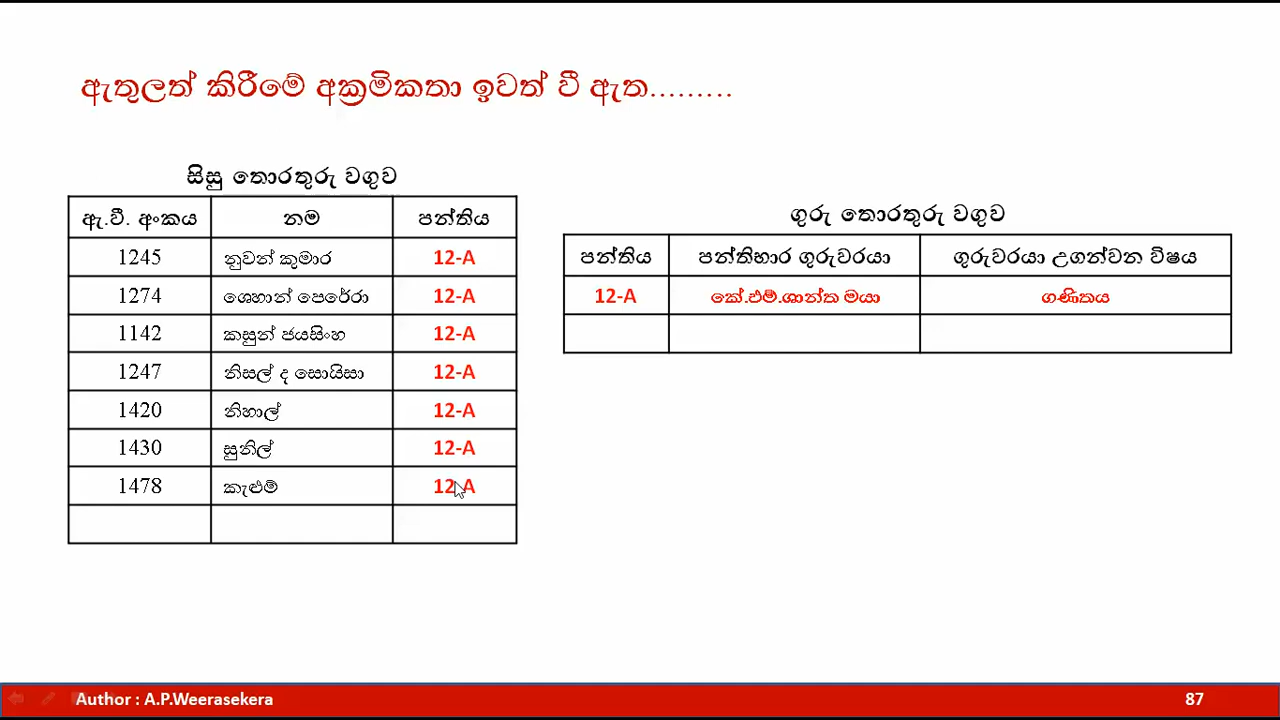 ඇතුලත් කිරීමේ අක්‍රමිකතා ඉවත් වී ඇත.........
සිසු තොරතුරු වගුව
ඇ.වී. අංකය නම පන්තිය
1245 නුවන් කුමාර 12-A
1274 ශෙහාන් පෙරේරා 12-A
1142 කසුන් ජයසිංහ 12-A
1247 නිසල් ද සොයිසා 12-A
1420 නිහාල් 12-A
1430 සුනිල් 12-A
1478 කැළුම් 12-A
ගුරු තොරතුරු වගුව
පන්තිය පන්තිභාර ගුරුවරයා ගුරුවරයා උගන්වන විෂය
12-A කේ.එම්.ශාන්ත මයා ගණිතය
Author : A.P.Weerasekera 87